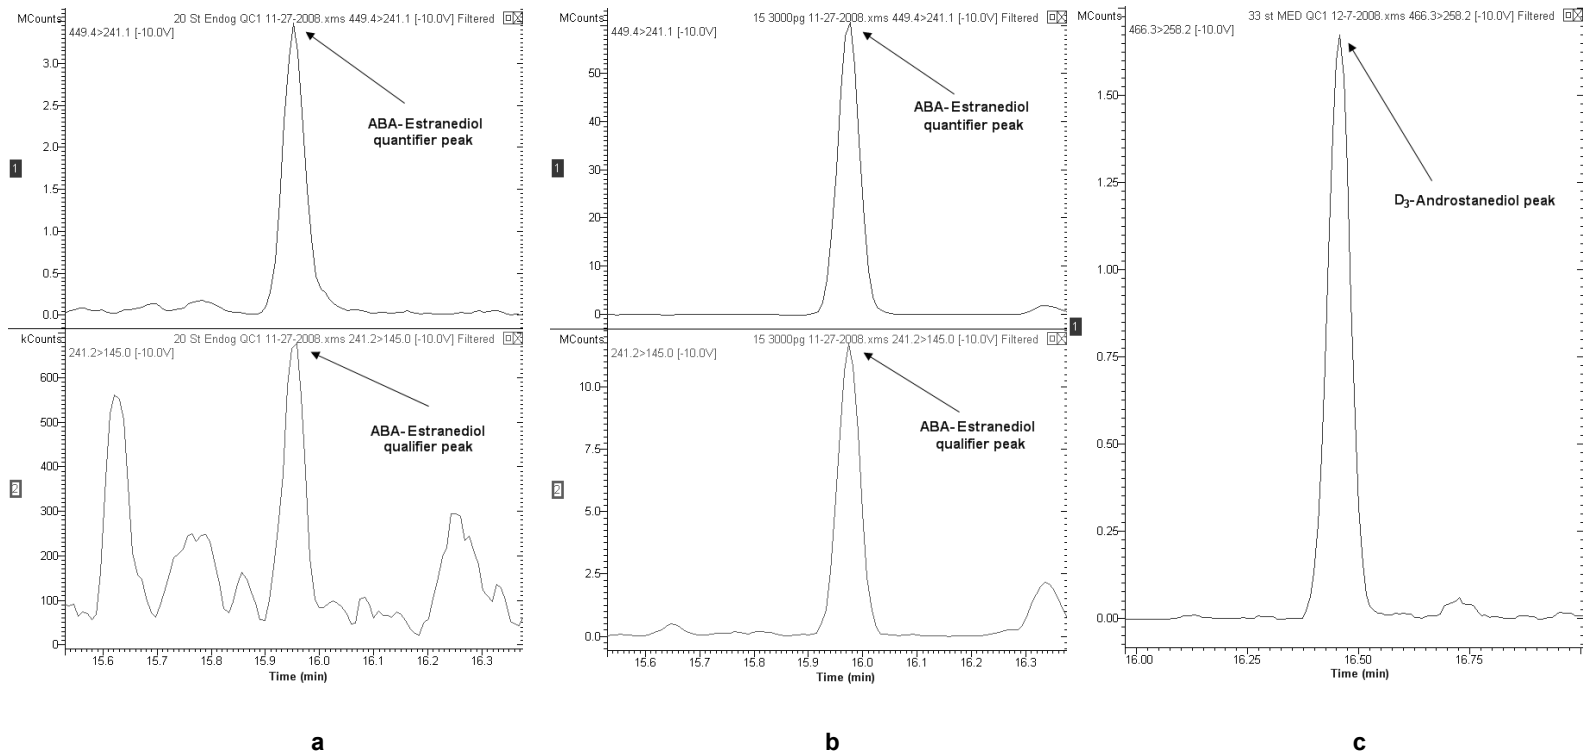 MCounts 20 St Endog QC1 11-27-2008.xms 449.4>241.1 [-10.0V] Filtered
449.4>241.1 [-10.0V]
3.0
2.5
2.0
1.5
1.0
0.5
0.0
1
ABA-Estranediol
quantifier peak
kCounts 20 St Endog QC1 11-27-2008.xms 241.2>145.0 [-10.0V] Filtered
241.2>145.0 [-10.0V]
600
500
400
300
200
100
0
2
ABA-Estranediol
qualifier peak
15.6 15.7 15.8 15.9 16.0 16.1 16.2 16.3
Time (min)
a
MCounts 15 3000pg 11-27-2008.xms 449.4>241.1 [-10.0V] Filtered
449.4>241.1 [-10.0V]
50
40
30
20
10
0
1
ABA-Estranediol
quantifier peak
MCounts 15 3000pg 11-27-2008.xms 241.2>145.0 [-10.0V] Filtered
241.2>145.0 [-10.0V]
10.0
7.5
5.0
2.5
0.0
2
ABA-Estranediol
qualifier peak
15.6 15.7 15.8 15.9 16.0 16.1 16.2 16.3
Time (min)
b
MCounts 33 st MED QC1 12-7-2008.xms 466.3>258.2 [-10.0V] Filtered
466.3>258.2 [-10.0V]
1.50
1.25
1.00
0.75
0.50
0.25
0.00
1
D3-Androstanediol peak
16.00 16.25 16.50 16.75
Time (min)
c